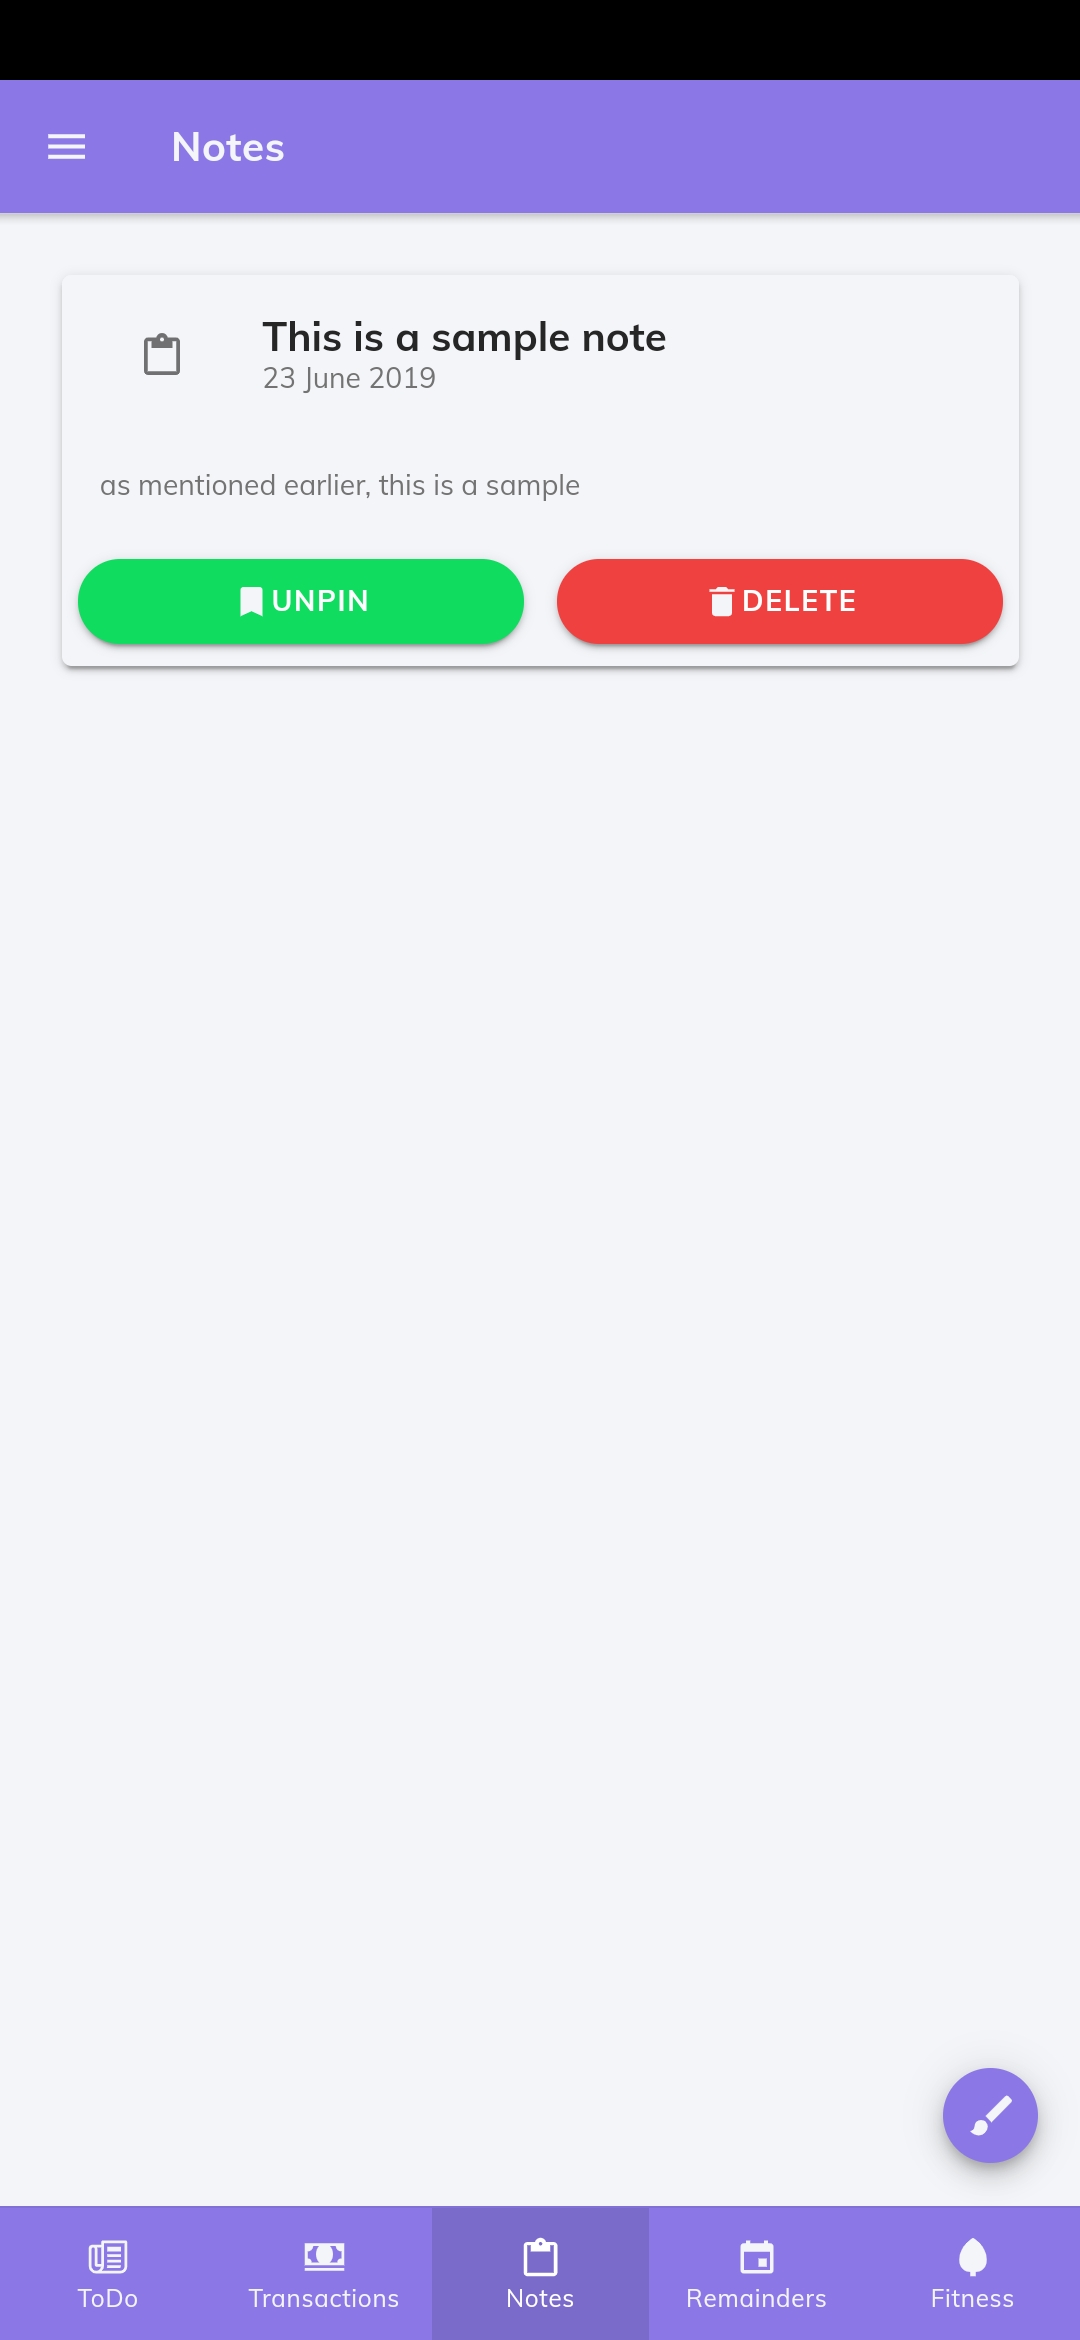 Notes
This is a sample note
23 June 2019
as mentioned earlier, this is a sample
UNPIN
DELETE
ToDo
Transactions
Notes
Remainders
Fitness